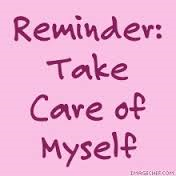 Reminder:
Take
Care of
Myself
IMAGECHEF.COM